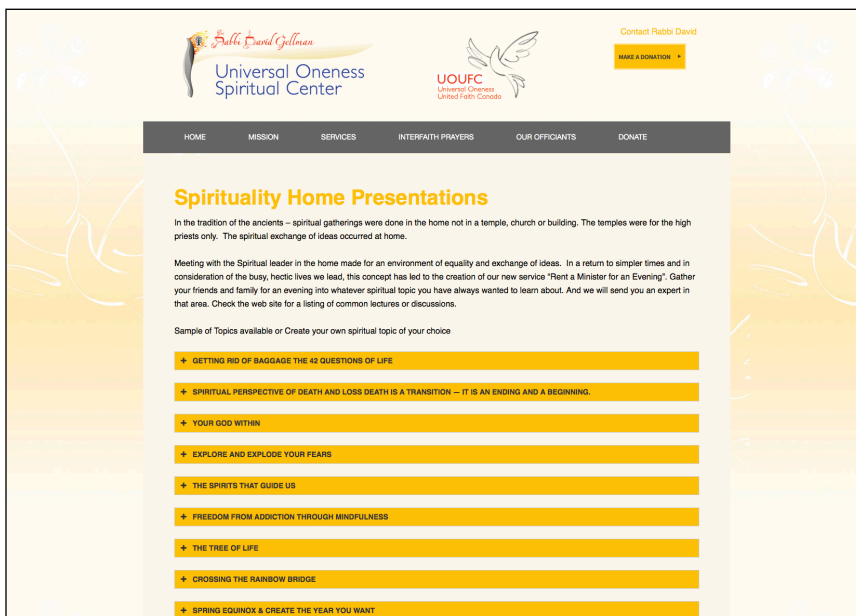 Contact Rabbi David
Rabbi David Gellman
Universal Oneness
Spiritual Center
UOUFC
Universal Oneness
United Faith Canada
MAKE A DONATION
HOME MISSION SERVICES INTERFAITH PRAYERS OUR OFFICIANTS DONATE
Spirituality Home Presentations
In the tradition of the ancients – spiritual gatherings were done in the home not in a temple, church or building. The temples were for the high
priests only. The spiritual exchange of ideas occurred at home.
Meeting with the Spiritual leader in the home made for an environment of equality and exchange of ideas. In a return to simpler times and in
consideration of the busy, hectic lives we lead, this concept has led to the creation of our new service “Rent a Minister for an Evening”. Gather
your friends and family for an evening into whatever spiritual topic you have always wanted to learn about. And we will send you an expert in
that area. Check the web site for a listing of common lectures or discussions.
Sample of Topics available or Create your own spiritual topic of your choice
+ GETTING RID OF BAGGAGE THE 42 QUESTIONS OF LIFE
+ SPIRITUAL PERSPECTIVE OF DEATH AND LOSS DEATH IS A TRANSITION — IT IS AN ENDING AND A BEGINNING.
+ YOUR GOD WITHIN
+ EXPLORE AND EXPLODE YOUR FEARS
+ THE SPIRITS THAT GUIDE US
+ FREEDOM FROM ADDICTION THROUGH MINDFULNESS
+ THE TREE OF LIFE
+ CROSSING THE RAINBOW BRIDGE
+ SPRING EQUINOX & CREATE THE YEAR YOU WANT